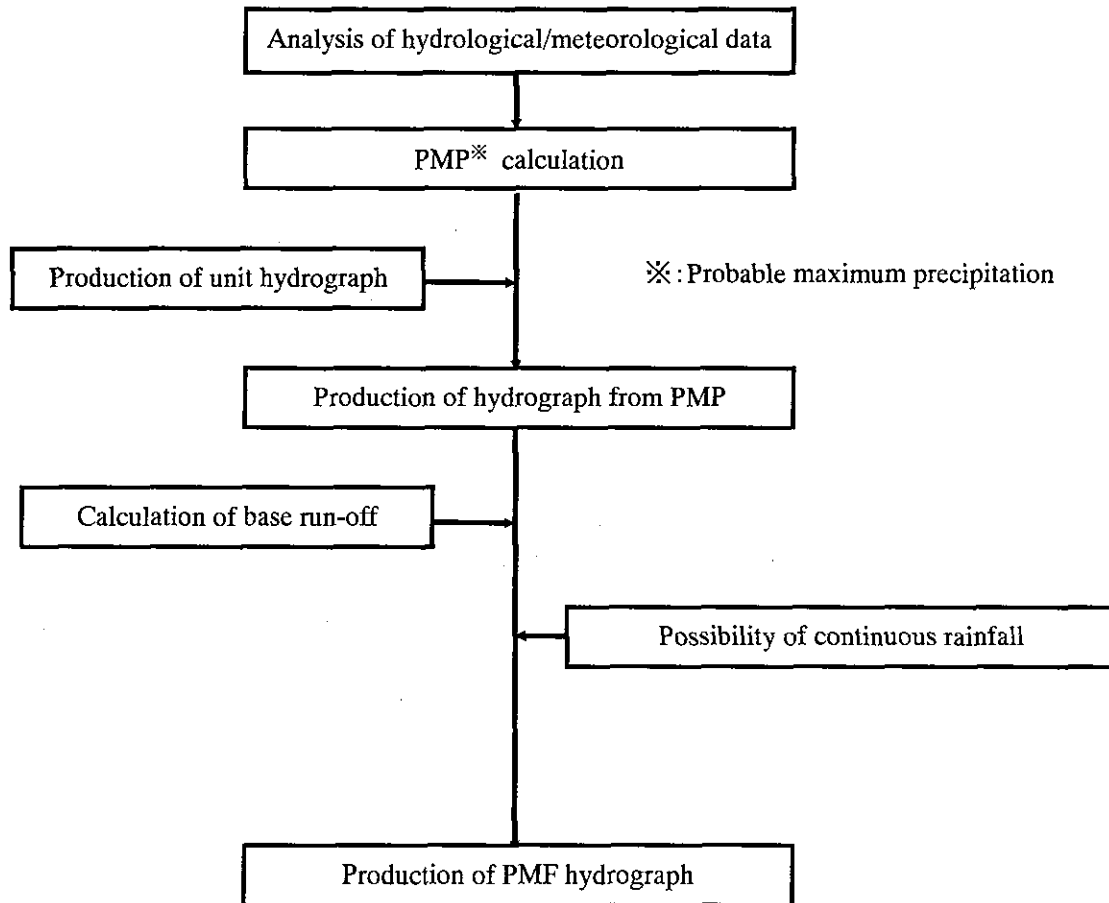 Analysis of hydrological/meteorological data
PMP※ calculation
Production of unit hydrograph
※: Probable maximum precipitation
Production of hydrograph from PMP
Calculation of base run-off
Possibility of continuous rainfall
Production of PMF hydrograph